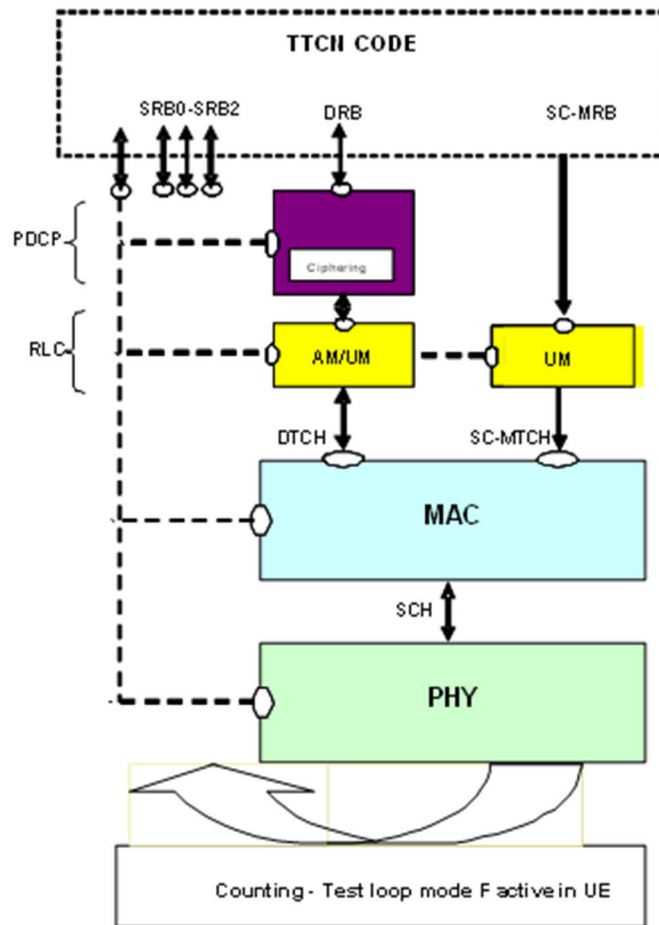 TTCN CODE
SRB0-SRB2
DRB
SC-MRB
PDCP
Ciphering
RLC
AM/UM
UM
DTCH
SC-MTCH
MAC
SCH
PHY
Counting - Test loop mode F active in UE